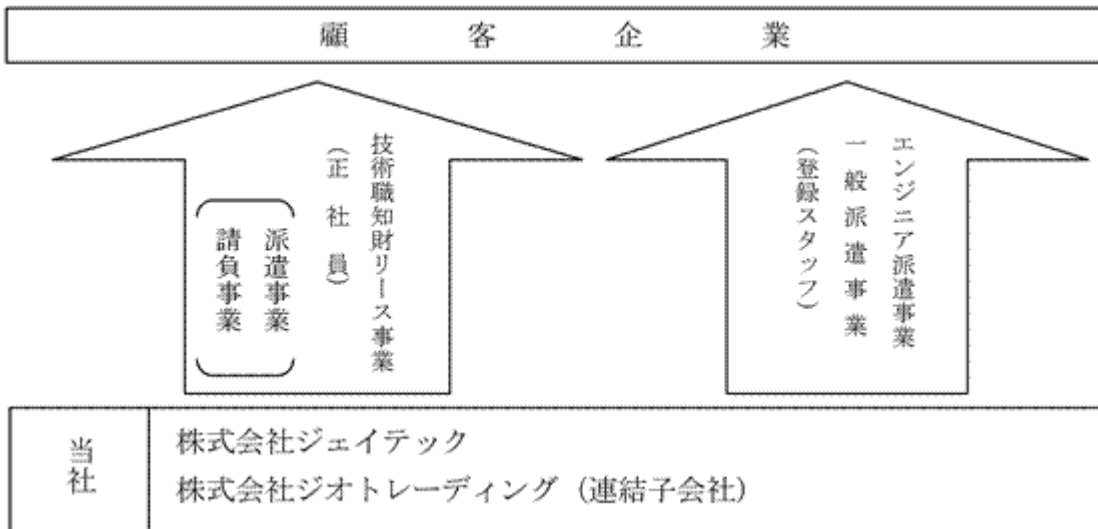 顧客企業
技術職知財リース事業
(正社員)
派遣事業
請負事業
エンジニア派遣事業
一般派遣事業
(登録スタッフ)
当社
株式会社ジェイテック
株式会社ジオトレーディング (連結子会社)